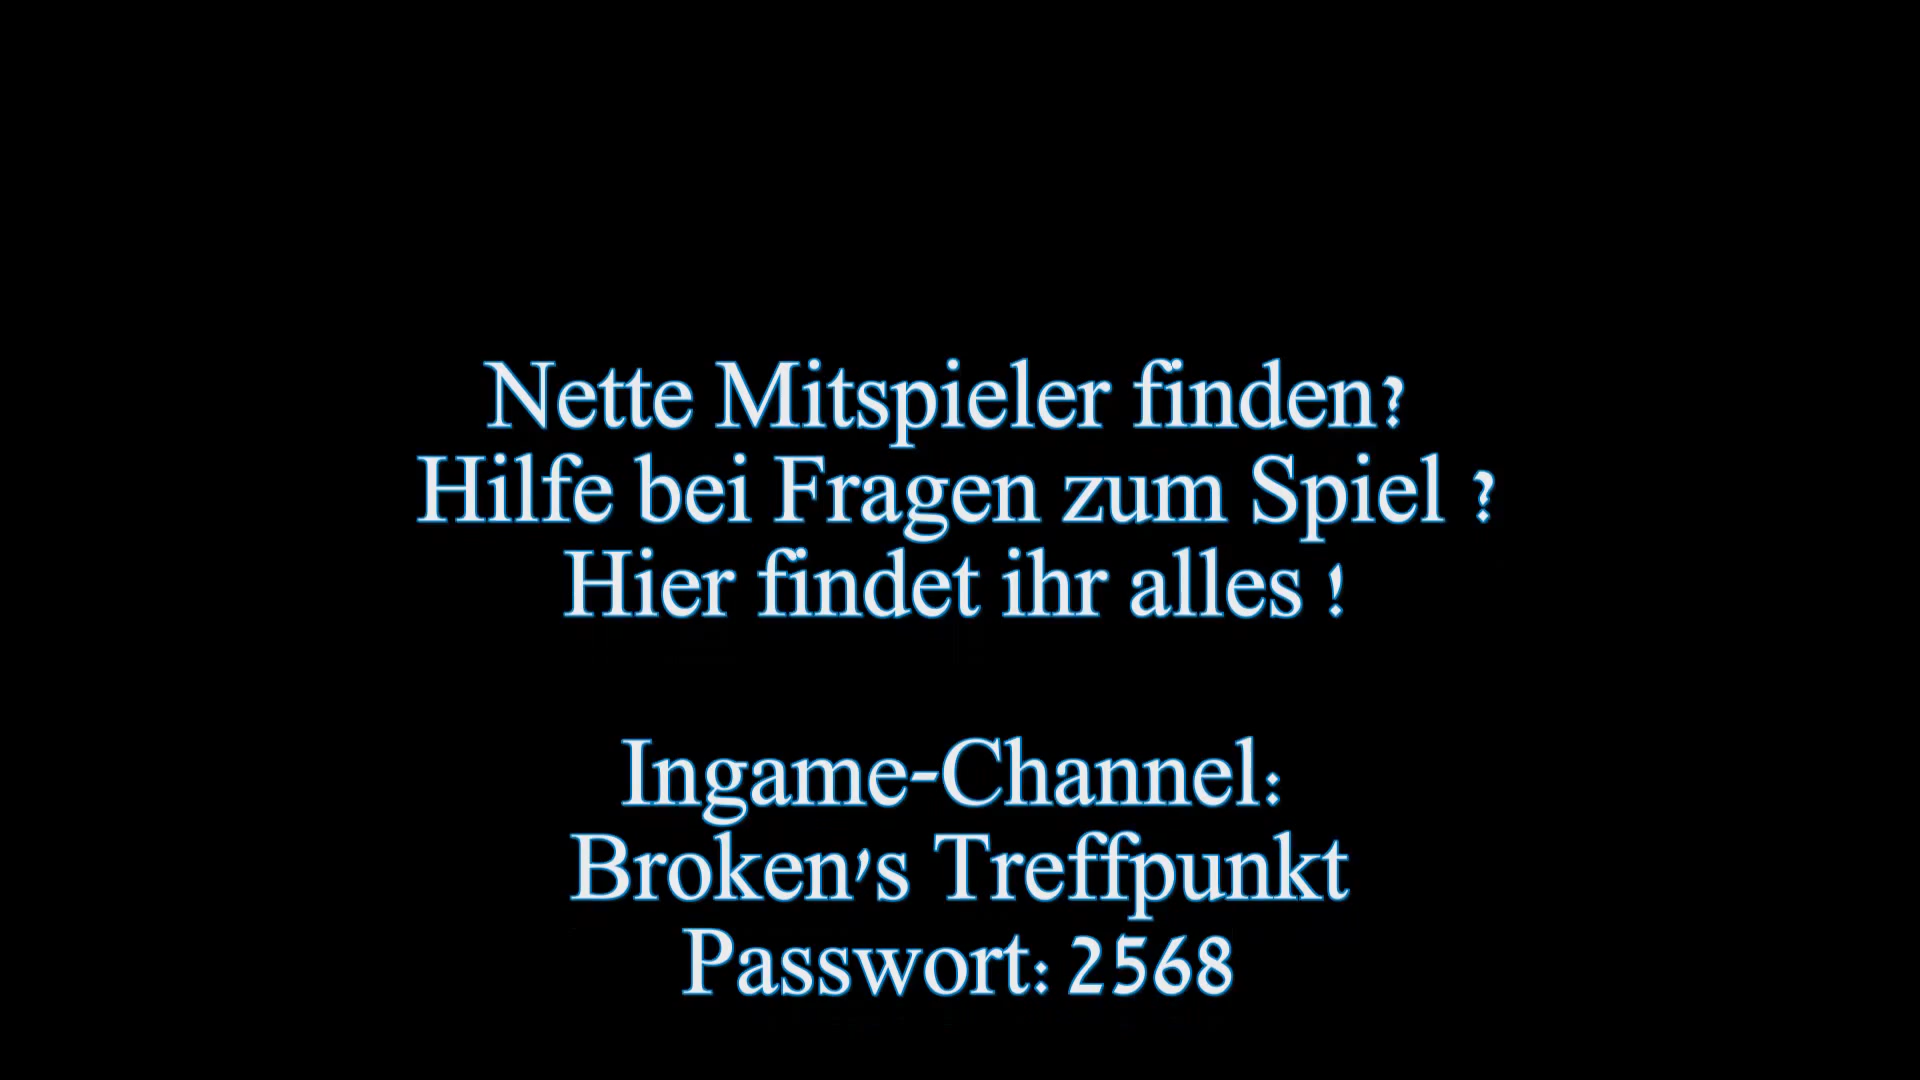 Nette Mitspieler finden?
Hilfe bei Fragen zum Spiel ?
Hier findet ihr alles !
Ingame-Channel:
Broken's Treffpunkt
Passwort: 2568